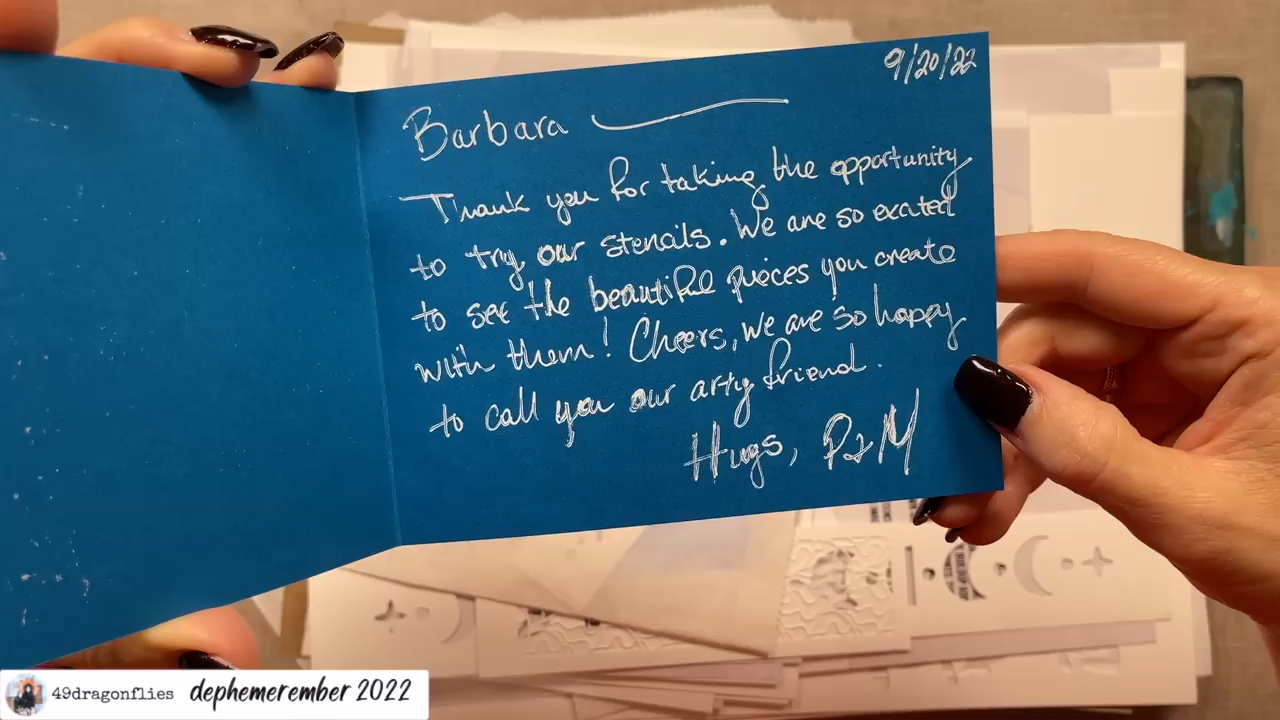 9/20/22
Barbara
Thank you for taking the opportunity
to try our stencils. We are so excited
to see the beautiful pieces you create
with them! Cheers, we are so happy
to call you our arty friend.
Hugs, P+M
49dragonflies dephemerember 2022